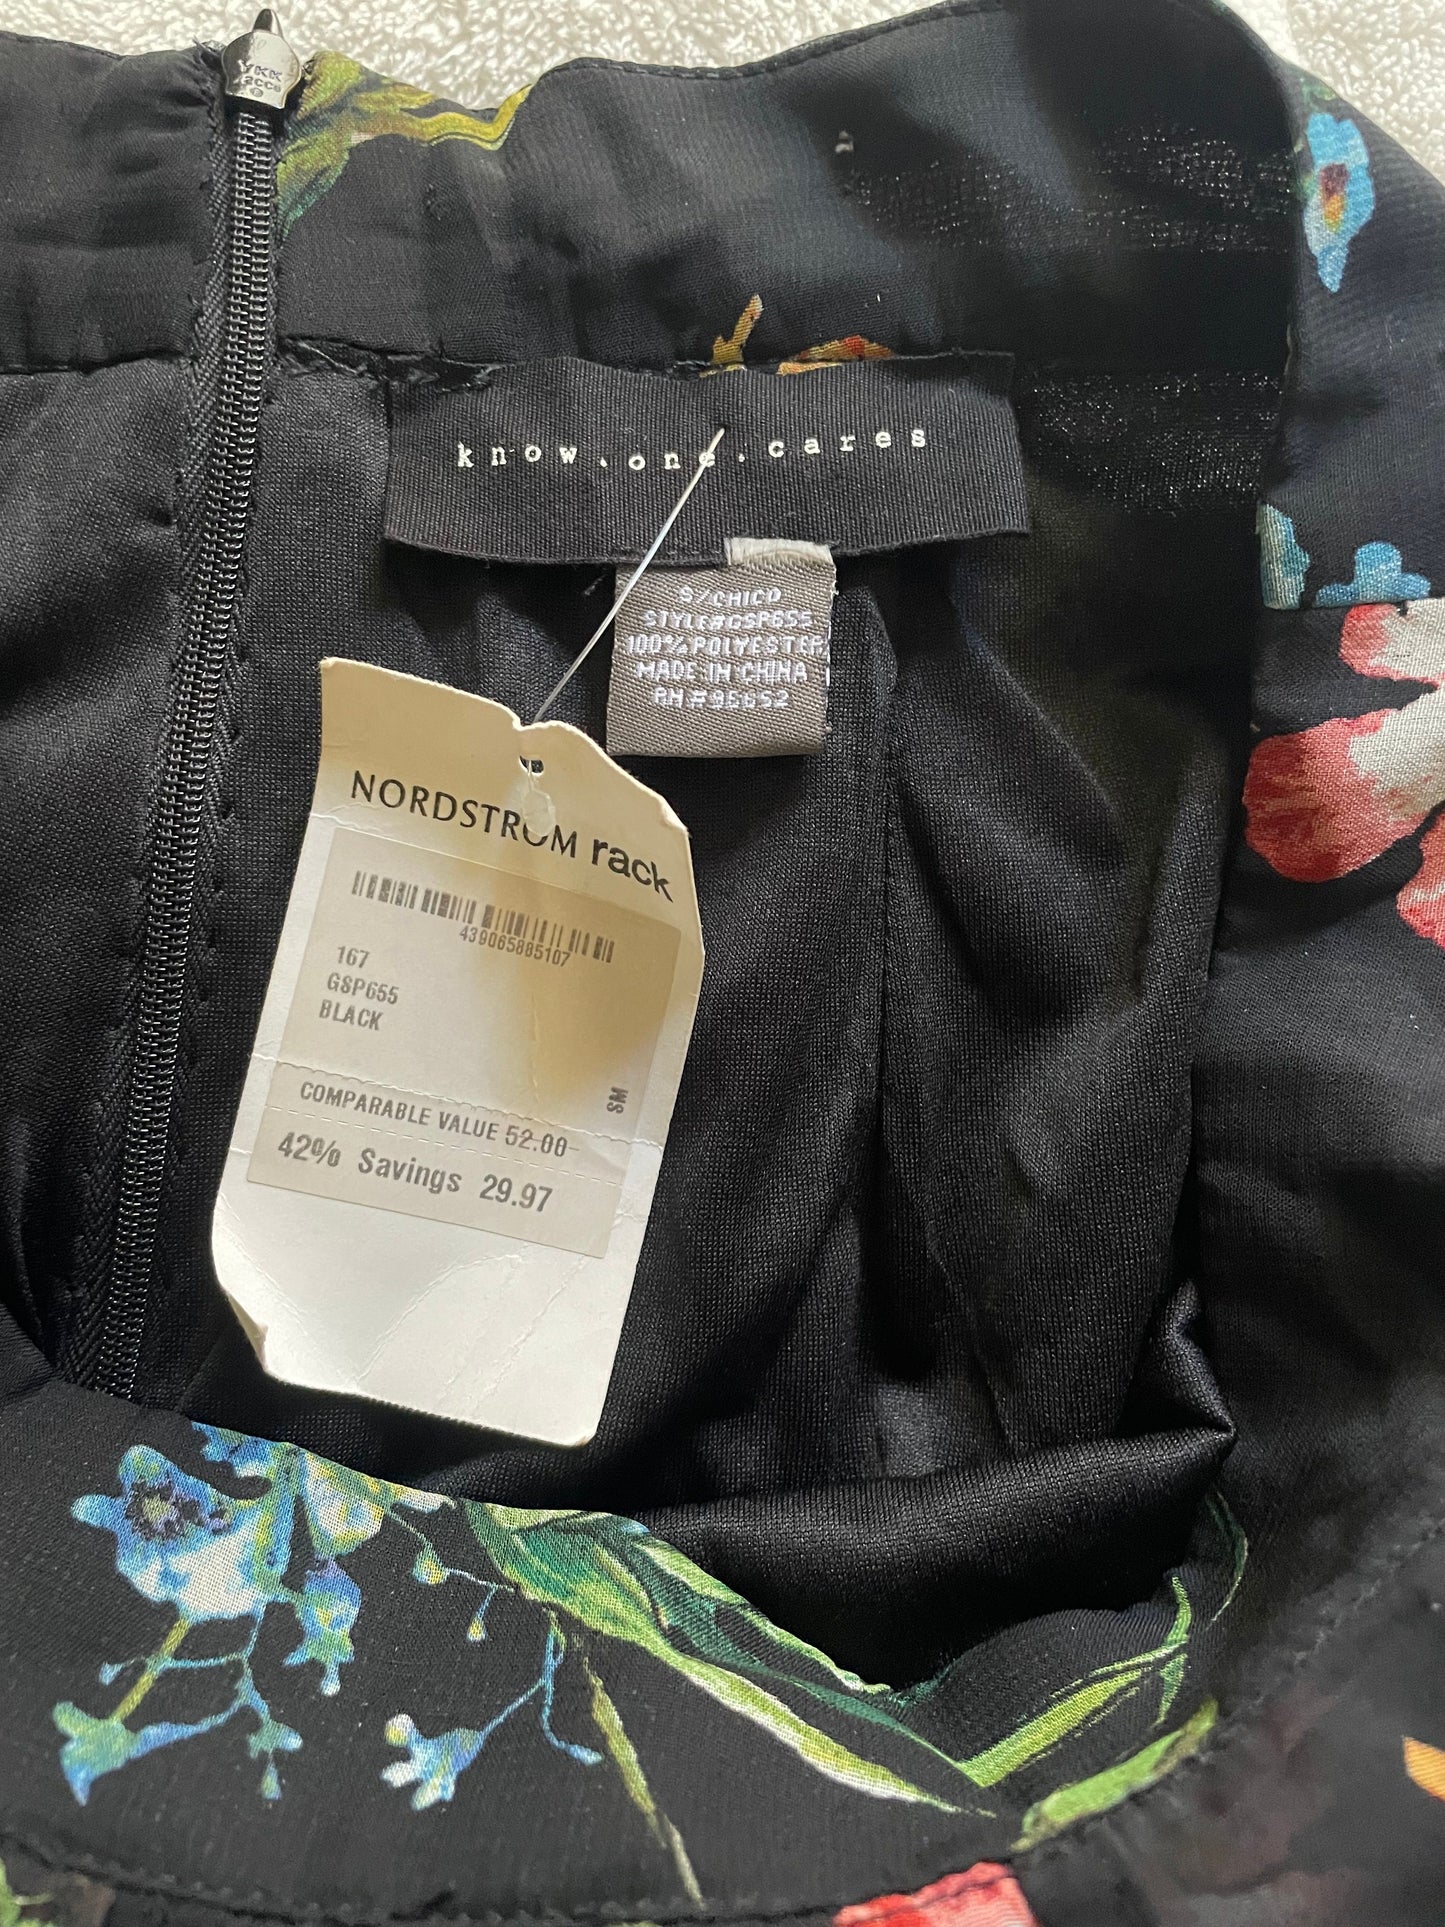 YKK
know.one.cares
S/CHICO
STYLE#GSP655
100% POLYESTER
MADE IN CHINA
NORDSTROM rack
439065885107
167
GSP655
BLACK
SM
COMPARABLE VALUE 52.00
42% Savings 29.97